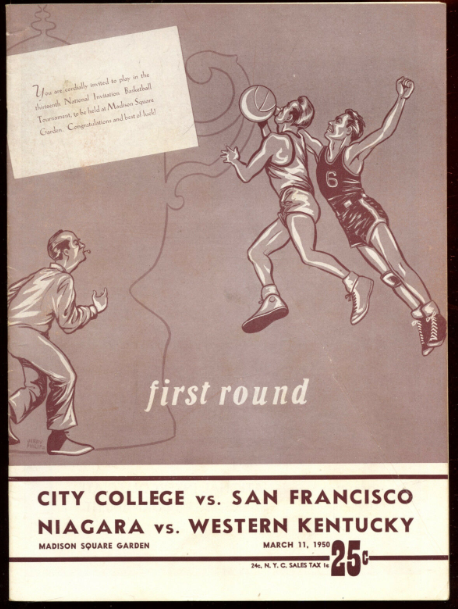 You are cordially invited to play in the
thirteenth National Invitation Basketball
Tournament, to be held at Madison Square
Garden. Congratulations and best of luck!
6
first round
CITY COLLEGE vs. SAN FRANCISCO
NIAGARA vs. WESTERN KENTUCKY
MADISON SQUARE GARDEN MARCH 11, 1950
24c, N. Y. C. SALES TAX 1c 25c